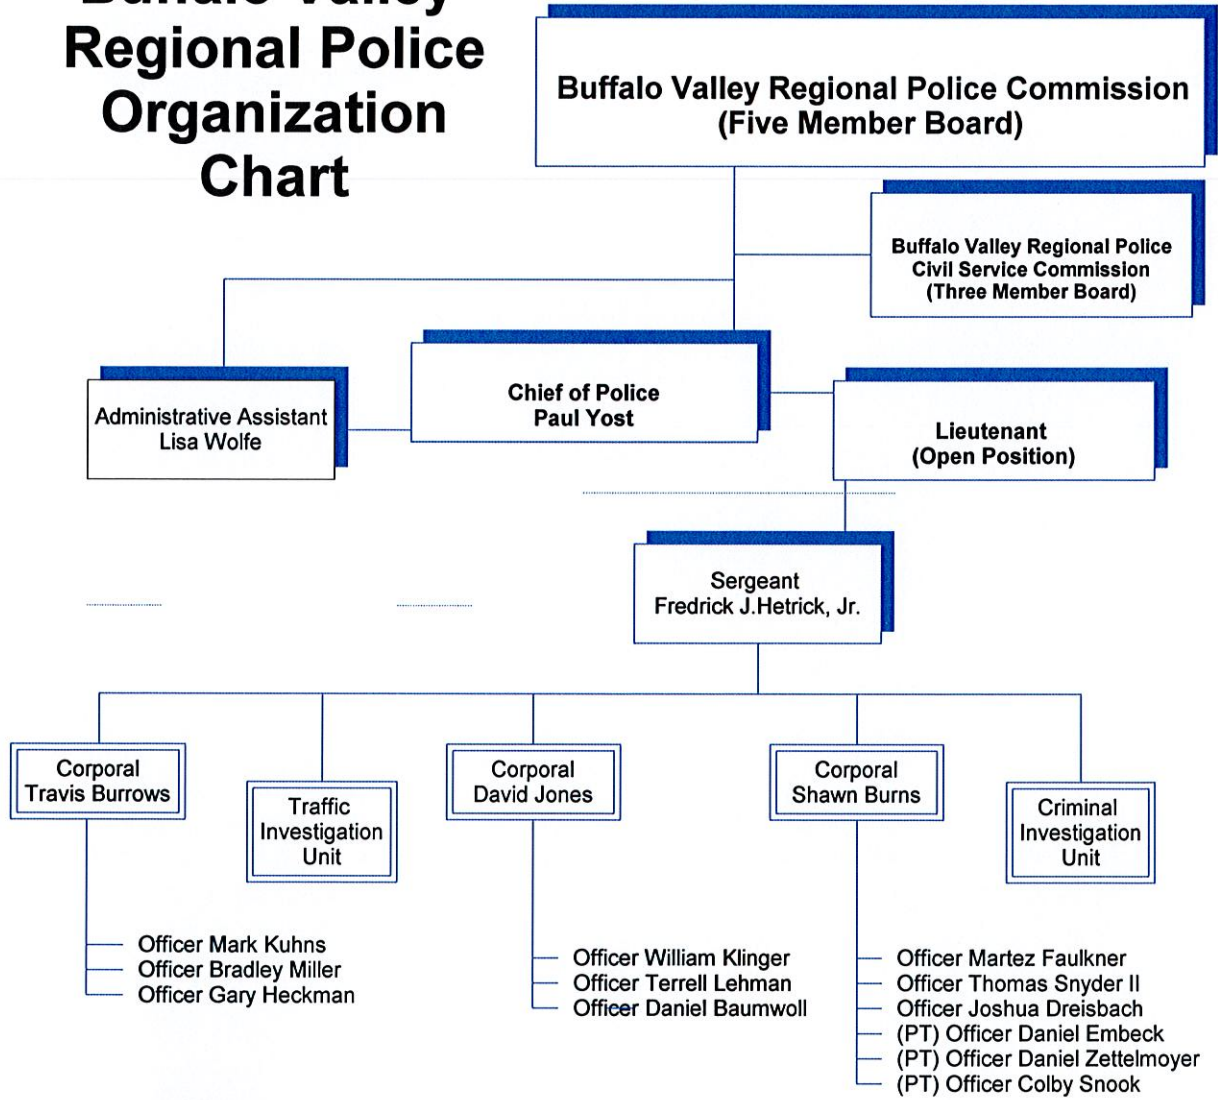 Buffalo Valley
Regional Police
Organization
Chart
Buffalo Valley Regional Police Commission
(Five Member Board)
Buffalo Valley Regional Police
Civil Service Commission
(Three Member Board)
Chief of Police
Paul Yost
Administrative Assistant
Lisa Wolfe
Lieutenant
(Open Position)
Sergeant
Fredrick J.Hetrick, Jr.
Corporal
Travis Burrows
Traffic
Investigation
Unit
Corporal
David Jones
Corporal
Shawn Burns
Criminal
Investigation
Unit
Officer Mark Kuhns
Officer Bradley Miller
Officer Gary Heckman
Officer William Klinger
Officer Terrell Lehman
Officer Daniel Baumwoll
Officer Martez Faulkner
Officer Thomas Snyder II
Officer Joshua Dreisbach
(PT) Officer Daniel Embeck
(PT) Officer Daniel Zettelmoyer
(PT) Officer Colby Snook